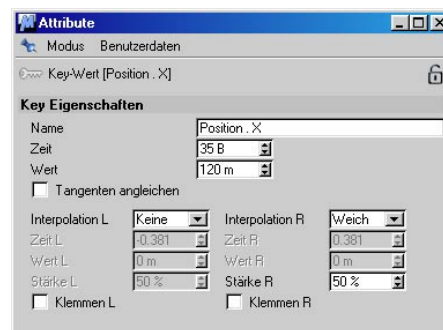 Attribute
Modus Benutzerdaten
Key-Wert [Position . X]
Key Eigenschaften
Name Position . X
Zeit 35 B
Wert 120 m
Tangenten angleichen
Interpolation L Keine Interpolation R Weich
Zeit L -0.381 Zeit R 0.381
Wert L 0 m Wert R 0 m
Stärke L 50 % Stärke R 50 %
Klemmen L Klemmen R